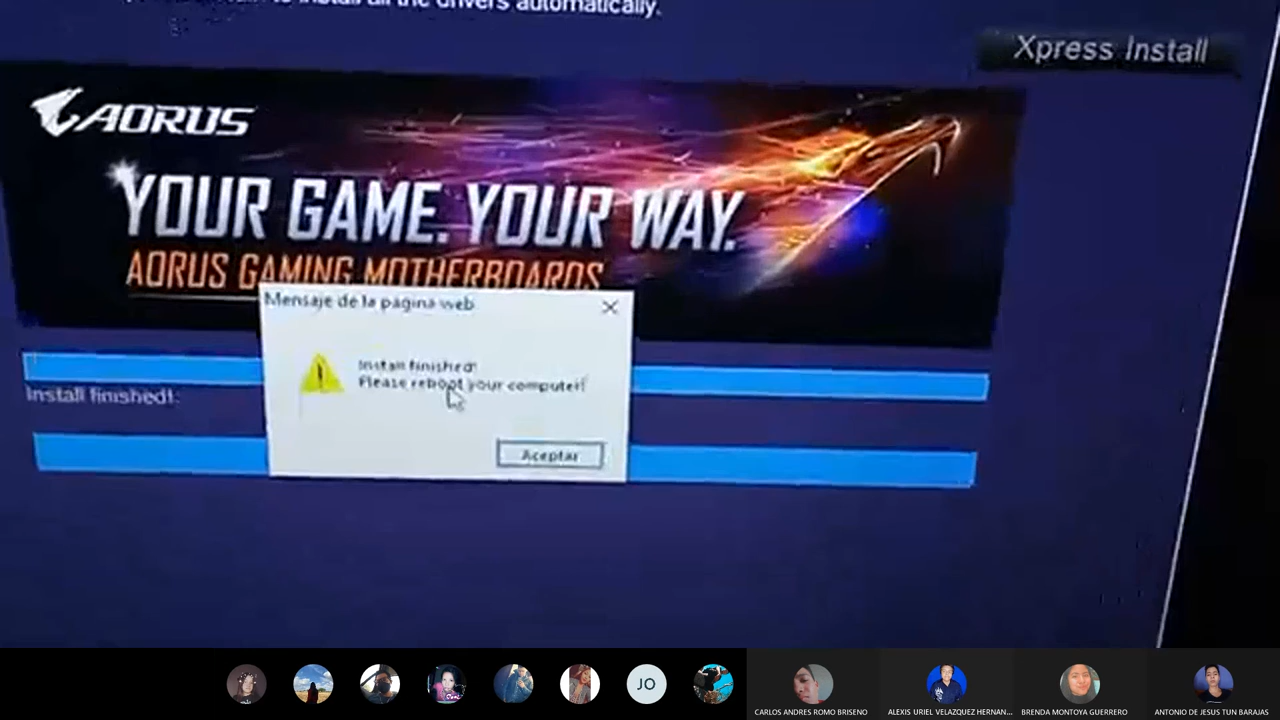 to install all the drivers automatically.
Xpress Install
AORUS
YOUR GAME. YOUR WAY.
AORUS GAMING MOTHERBOARDS
Mensaje de la página web
Install finished!
Please reboot your computer!
Install finished!
Aceptar
JO
CARLOS ANDRES ROMO BRISEÑO
ALEXIS URIEL VELAZQUEZ HERNAN...
BRENDA MONTOYA GUERRERO
ANTONIO DE JESUS TUN BARAJAS